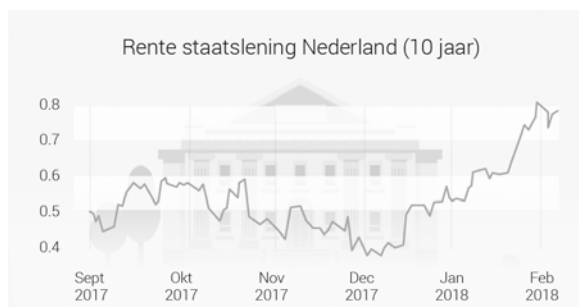 Rente staatslening Nederland (10 jaar)
0.8
0.7
0.6
0.5
0.4
Sept Okt Nov Dec Jan Feb
2017 2017 2017 2017 2018 2018